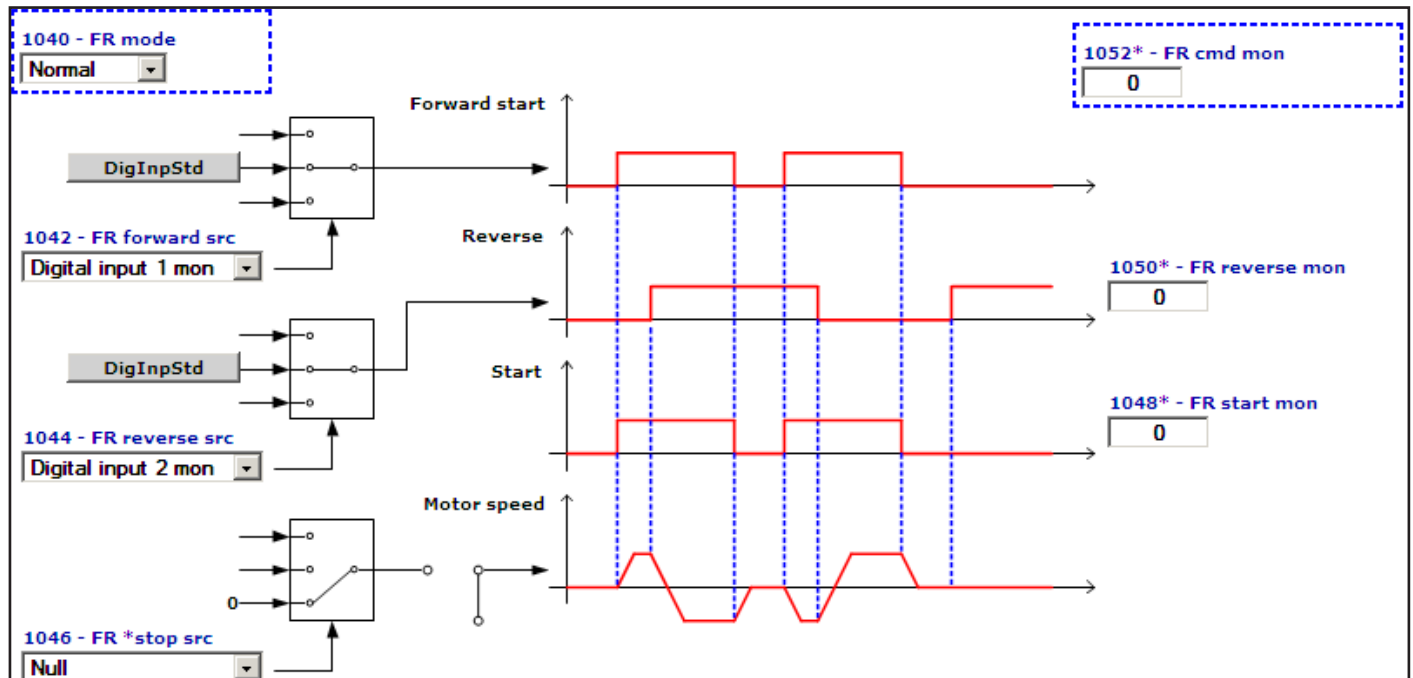 1040 - FR mode
Normal
1052* - FR cmd mon
0
Forward start
DigInpStd
1042 - FR forward src
Digital input 1 mon
Reverse
1050* - FR reverse mon
0
DigInpStd
Start
1048* - FR start mon
0
1044 - FR reverse src
Digital input 2 mon
Motor speed
0
1046 - FR *stop src
Null